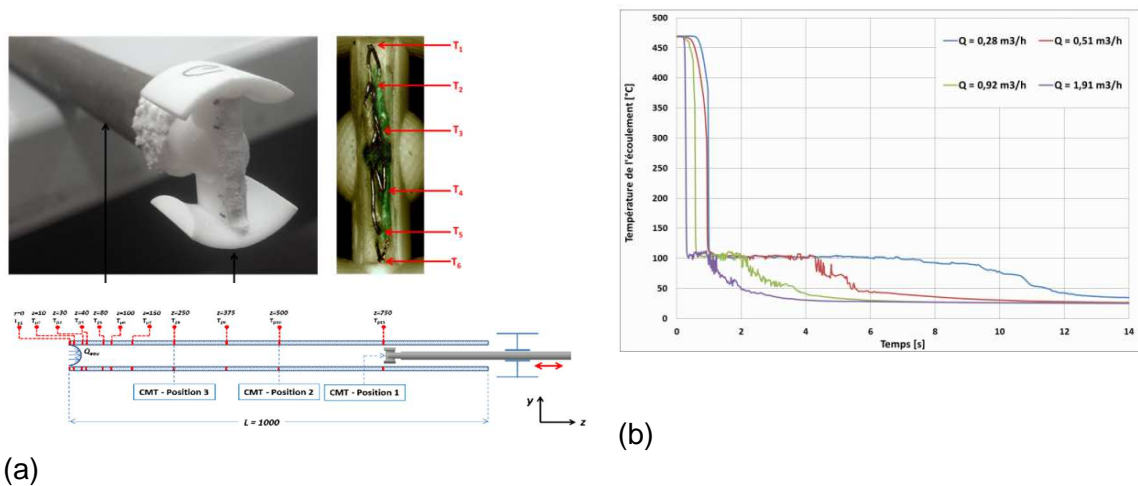 T1
T2
T3
T4
T5
T6
z=0 z=10 z=30 z=40 z=80 z=100 z=150 z=250 z=375 z=500 z=750
Qeau
CMT - Position 3 CMT - Position 2 CMT - Position 1
L = 1000
y
z
(a)
Température de l'écoulement [°C]
500
450
400
350
300
250
200
150
100
50
0
Q = 0,28 m3/h Q = 0,51 m3/h
Q = 0,92 m3/h Q = 1,91 m3/h
0 2 4 6 8 10 12 14
Temps [s]
(b)